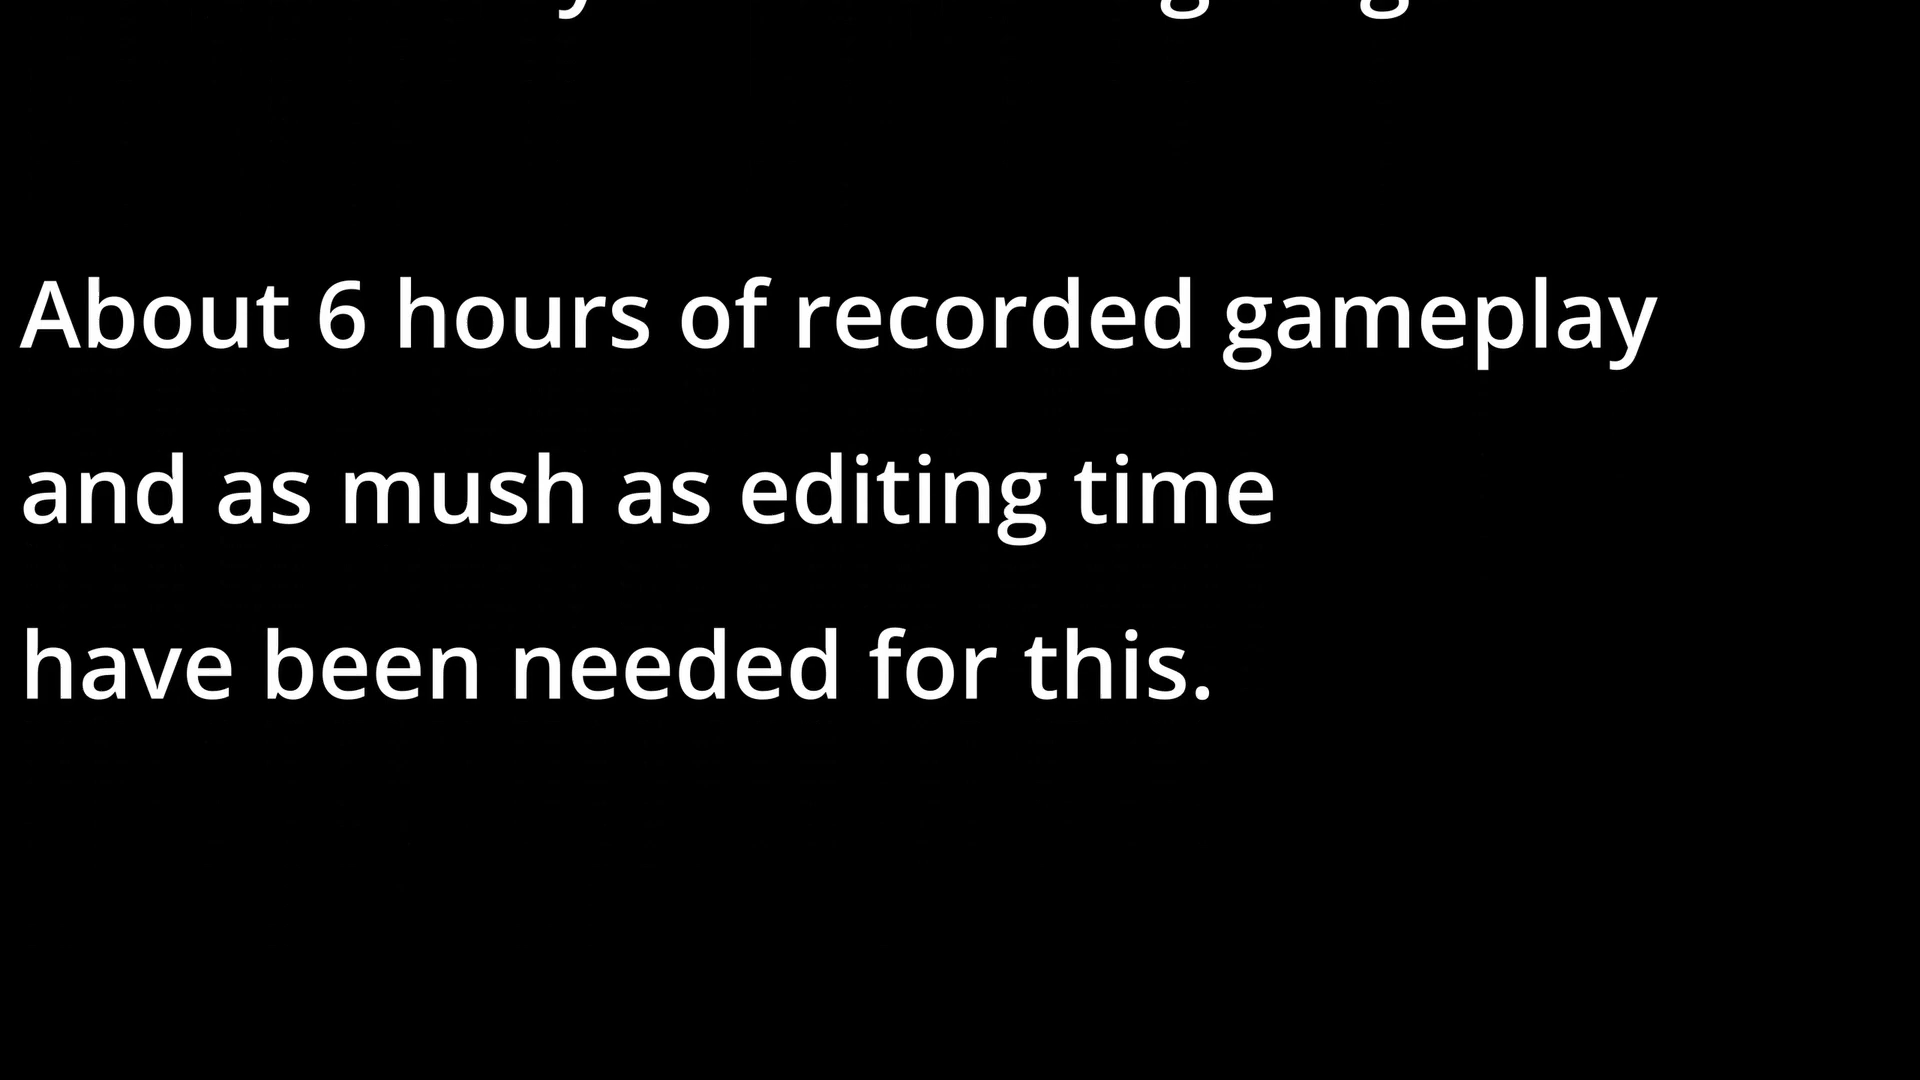 About 6 hours of recorded gameplay
and as mush as editing time
have been needed for this.